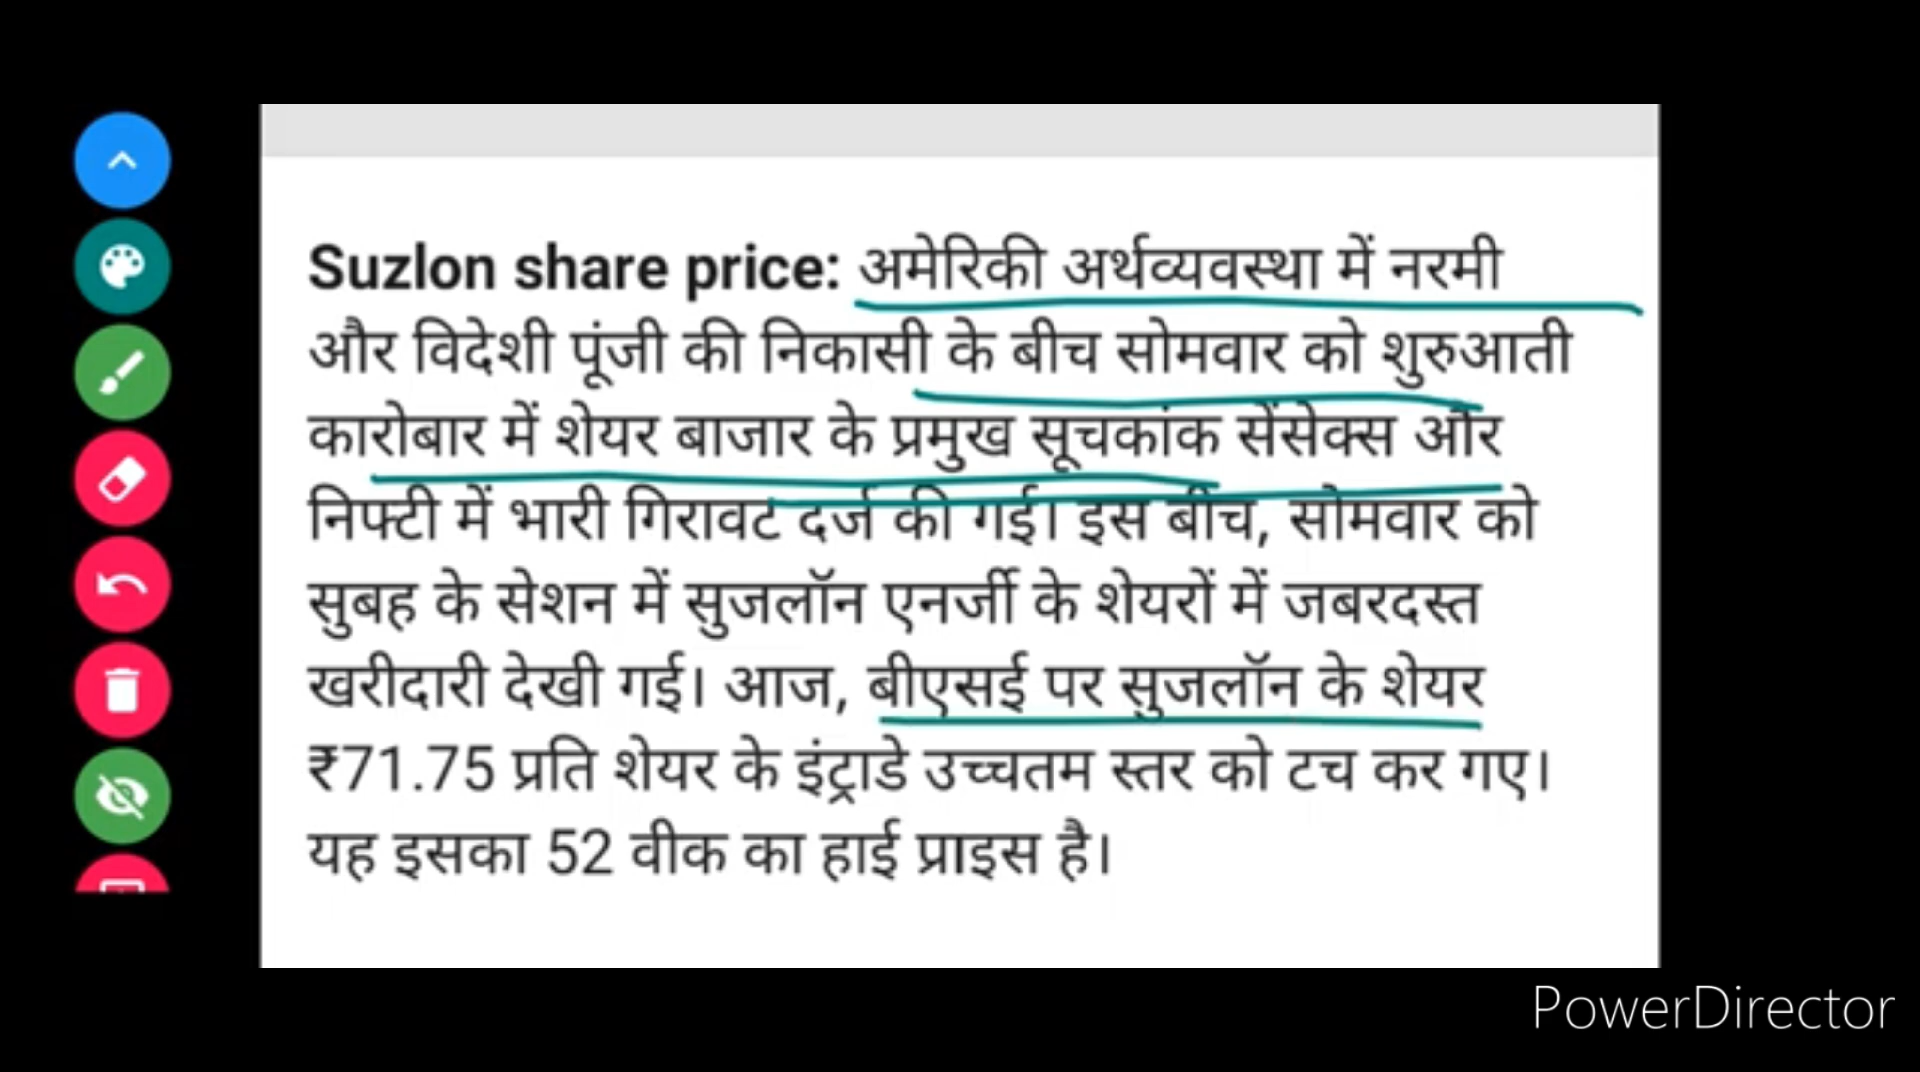 Suzlon share price: अमेरिकी अर्थव्यवस्था में नरमी
और विदेशी पूंजी की निकासी के बीच सोमवार को शुरुआती
कारोबार में शेयर बाजार के प्रमुख सूचकांक सेंसेक्स और
निफ्टी में भारी गिरावट दर्ज की गई। इस बीच, सोमवार को
सुबह के सेशन में सुजलॉन एनर्जी के शेयरों में जबरदस्त
खरीदारी देखी गई। आज, बीएसई पर सुजलॉन के शेयर
₹71.75 प्रति शेयर के इंट्राडे उच्चतम स्तर को टच कर गए।
यह इसका 52 वीक का हाई प्राइस है।
PowerDirector